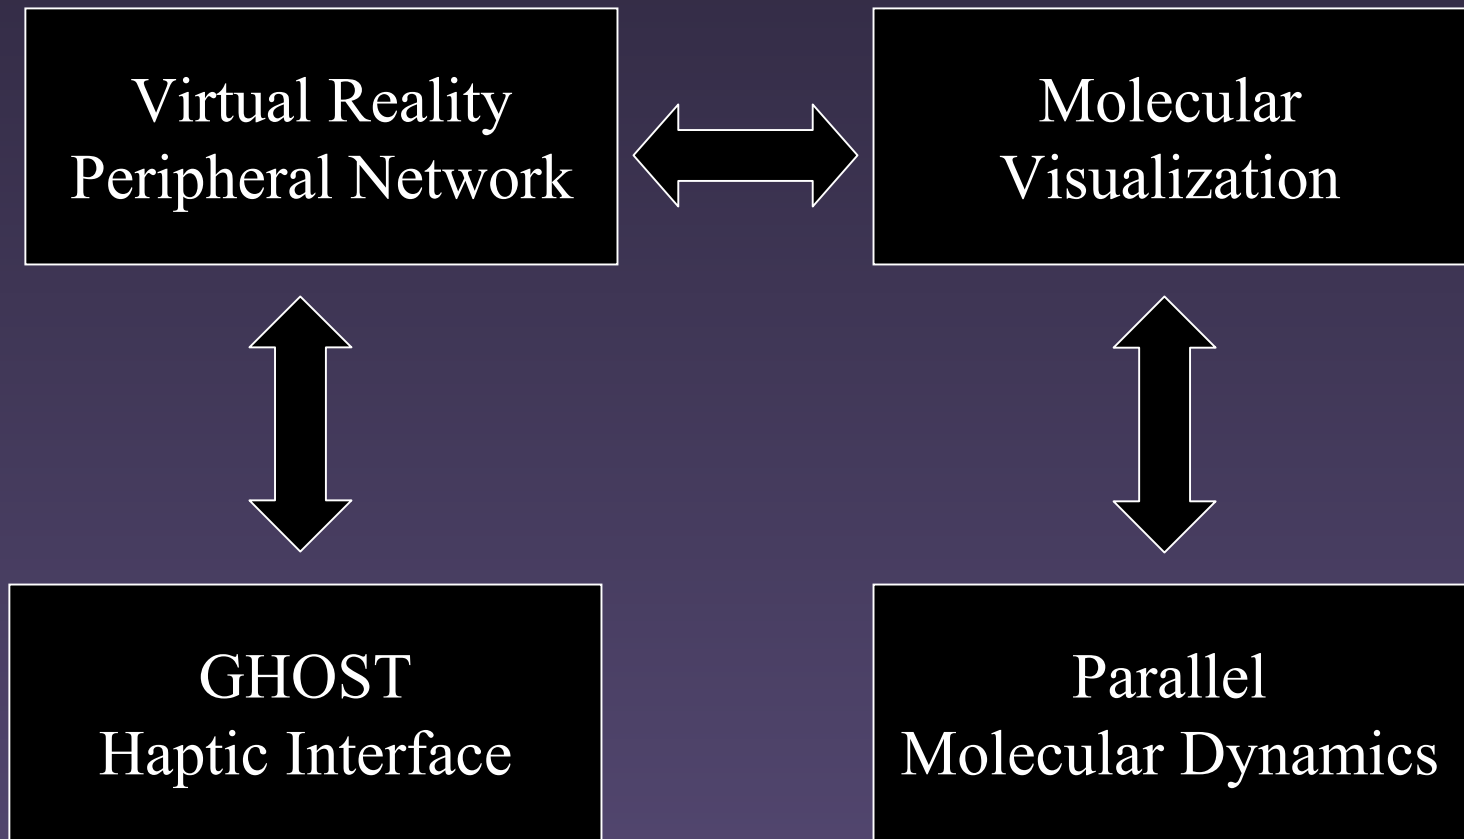 Virtual Reality
Peripheral Network
Molecular
Visualization
GHOST
Haptic Interface
Parallel
Molecular Dynamics